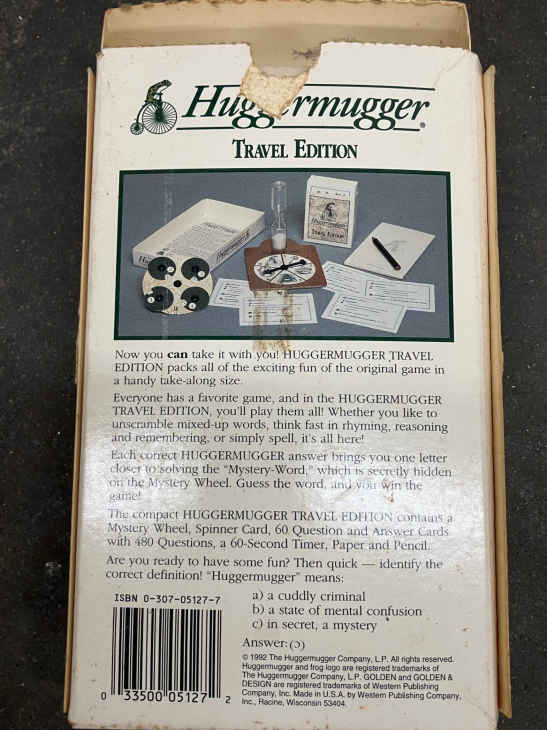 Huggermugger®
TRAVEL EDITION
Huggermugger
Travel Edition
Now you can take it with you! HUGGERMUGGER TRAVEL
EDITION packs all of the exciting fun of the original game in
a handy take-along size.
Everyone has a favorite game, and in the HUGGERMUGGER
TRAVEL EDITION, you'll play them all! Whether you like to
unscramble mixed-up words, think fast in rhyming, reasoning
and remembering, or simply spell, it's all here!
Each correct HUGGERMUGGER answer brings you one letter
closer to solving the "Mystery-Word," which is secretly hidden
on the Mystery Wheel. Guess the word, and you win the
game!
The compact HUGGERMUGGER TRAVEL EDITION contains a
Mystery Wheel, Spinner Card, 60 Question and Answer Cards
with 480 Questions, a 60-Second Timer, Paper and Pencil.
Are you ready to have some fun? Then quick — identify the
correct definition! "Huggermugger" means:
a) a cuddly criminal
b) a state of mental confusion
c) in secret, a mystery
Answer: (c)
ISBN 0-307-05127-7
0 33500 05127 2
© 1992 The Huggermugger Company, L.P. All rights reserved.
Huggermugger and frog logo are registered trademarks of
The Huggermugger Company, L.P. GOLDEN and GOLDEN &
DESIGN are registered trademarks of Western Publishing
Company, Inc. Made in U.S.A. by Western Publishing Company,
Inc., Racine, Wisconsin 53404.